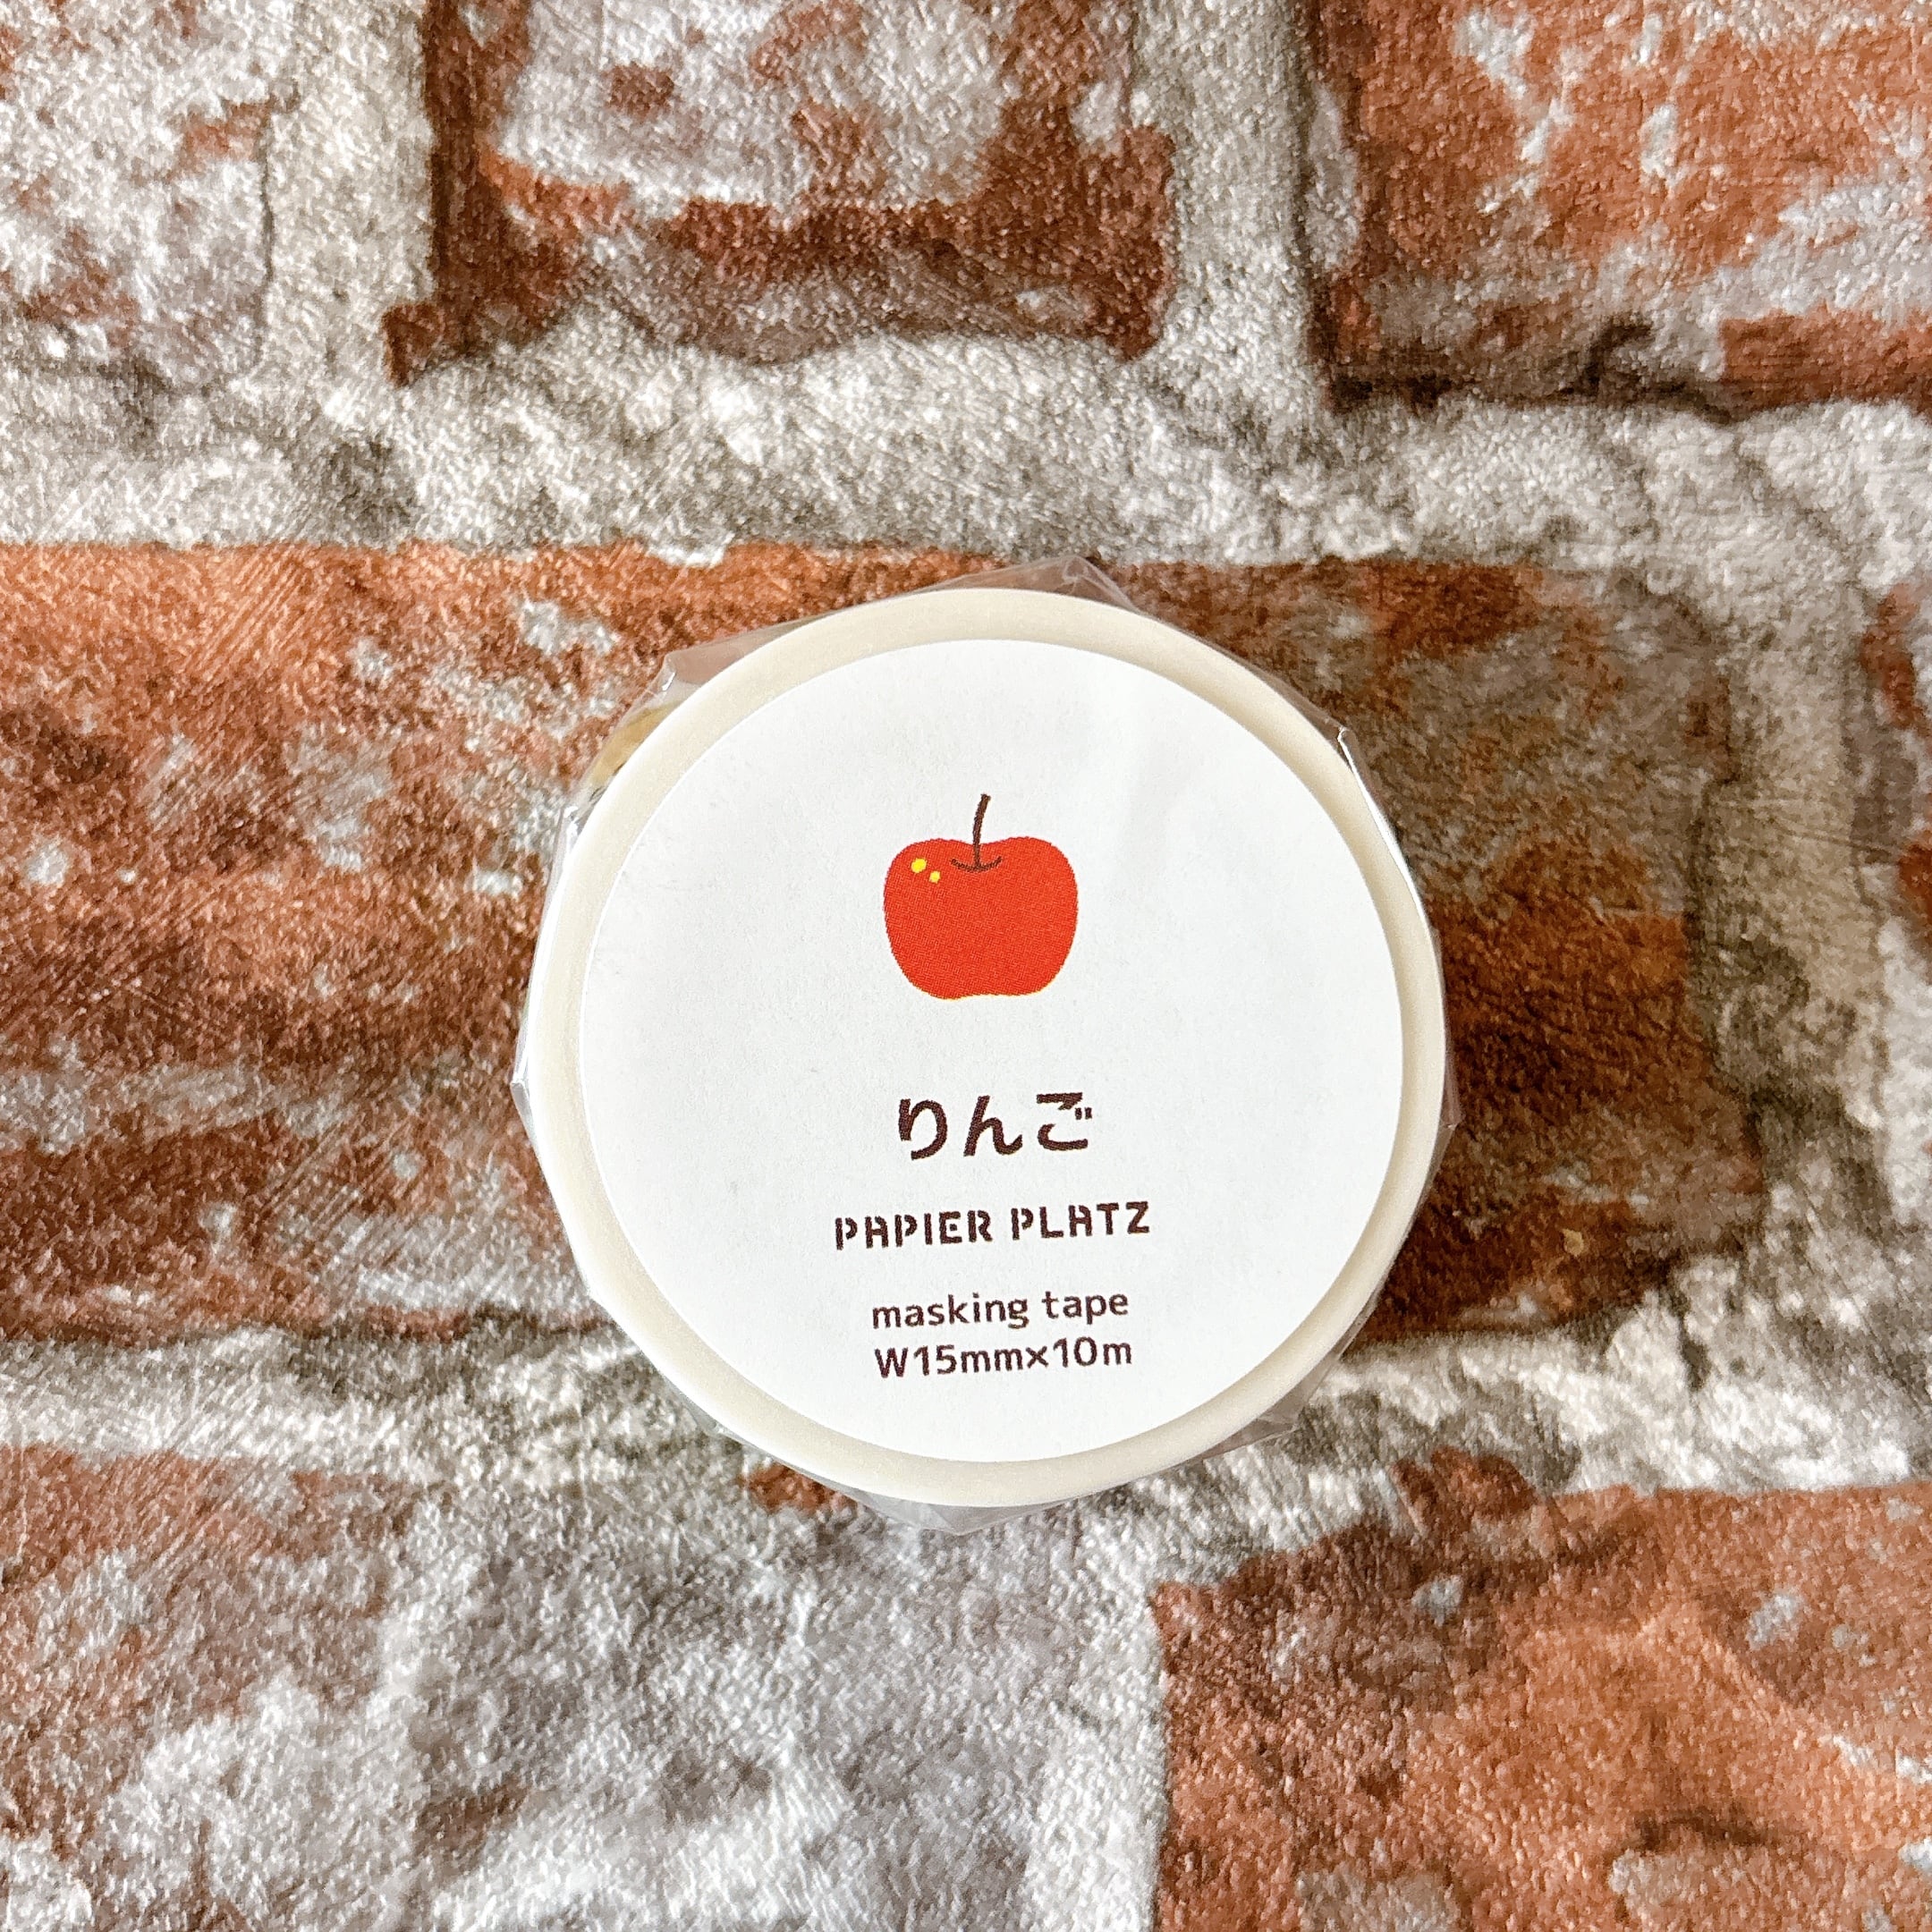 りんご
PAPIER PLATZ
masking tape
W15mm×10m